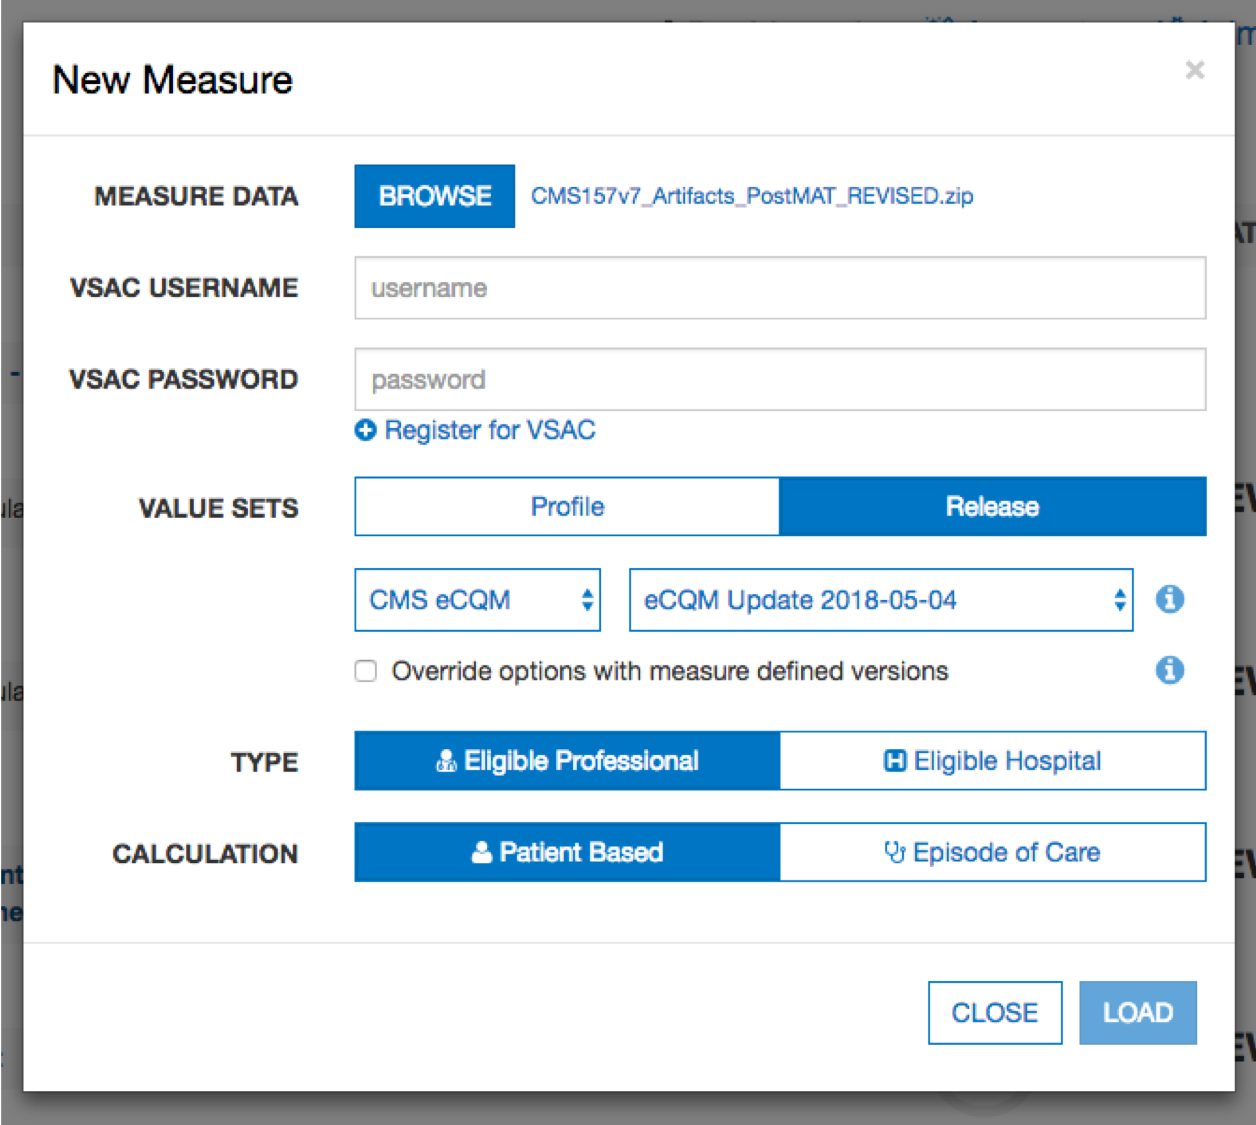 New Measure
×
MEASURE DATA BROWSE CMS157v7_Artifacts_PostMAT_REVISED.zip
VSAC USERNAME username
VSAC PASSWORD password
Register for VSAC
VALUE SETS Profile Release
CMS eCQM eCQM Update 2018-05-04
Override options with measure defined versions
TYPE Eligible Professional H Eligible Hospital
CALCULATION Patient Based Episode of Care
CLOSE LOAD